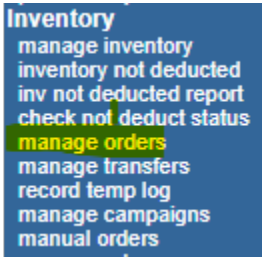 Inventory
manage inventory
inventory not deducted
inv not deducted report
check not deduct status
manage orders
manage transfers
record temp log
manage campaigns
manual orders